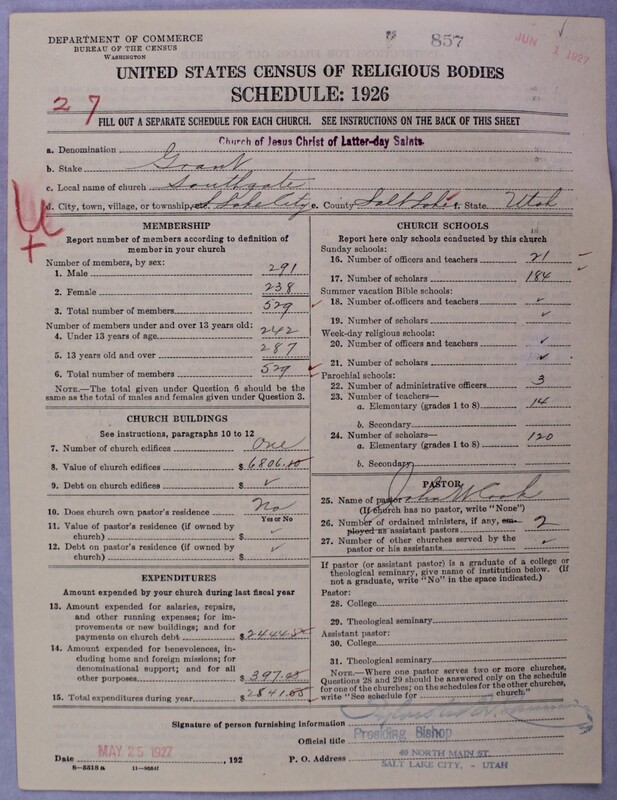 DEPARTMENT OF COMMERCE
BUREAU OF THE CENSUS
WASHINGTON
857
JUN 1 1927
UNITED STATES CENSUS OF RELIGIOUS BODIES
SCHEDULE: 1926
27
FILL OUT A SEPARATE SCHEDULE FOR EACH CHURCH. SEE INSTRUCTIONS ON THE BACK OF THIS SHEET
a. Denomination Church of Jesus Christ of Latter-day Saints.
b. Stake Grant
c. Local name of church Southgate
d. City, town, village, or township S. Lake City e. County Salt Lake f. State Utah
MEMBERSHIP
Report number of members according to definition of
member in your church
Number of members, by sex:
1. Male 291
2. Female 238
3. Total number of members 529
Number of members under and over 13 years old:
4. Under 13 years of age 242
5. 13 years old and over 287
6. Total number of members 529
NOTE.—The total given under Question 6 should be the
same as the total of males and females given under Question 3.
CHURCH BUILDINGS
See instructions, paragraphs 10 to 12
7. Number of church edifices One
8. Value of church edifices $6806.00
9. Debt on church edifices $ ✓
10. Does church own pastor's residence No
Yes or No
11. Value of pastor's residence (if owned by
church) $ ✓
12. Debt on pastor's residence (if owned by
church) $ ✓
EXPENDITURES
Amount expended by your church during last fiscal year
13. Amount expended for salaries, repairs,
and other running expenses; for im-
provements or new buildings; and for
payments on church debt $2444.
14. Amount expended for benevolences, in-
cluding home and foreign missions; for
denominational support; and for all
other purposes $397.
15. Total expenditures during year $2841.
CHURCH SCHOOLS
Report here only schools conducted by this church
Sunday schools:
16. Number of officers and teachers 21
17. Number of scholars 184
Summer vacation Bible schools:
18. Number of officers and teachers ✓
19. Number of scholars ✓
Week-day religious schools:
20. Number of officers and teachers ✓
21. Number of scholars ✓
Parochial schools:
22. Number of administrative officers 3
23. Number of teachers—
a. Elementary (grades 1 to 8) 14
b. Secondary
24. Number of scholars—
a. Elementary (grades 1 to 8) 120
b. Secondary
PASTOR
25. Name of pastor John W Cook
(If church has no pastor, write "None")
26. Number of ordained ministers, if any, em-
ployed as assistant pastors 2
27. Number of other churches served by the
pastor or his assistants ✓
If pastor (or assistant pastor) is a graduate of a college or
theological seminary, give name of institution below. (If
not a graduate, write "No" in the space indicated.)
Pastor:
28. College
29. Theological seminary
Assistant pastor:
30. College
31. Theological seminary
NOTE.—Where one pastor serves two or more churches,
Questions 28 and 29 should be answered only on the schedule
for one of the churches; on the schedules for the other churches,
write "See schedule for church."
Signature of person furnishing information
Official title Presiding Bishop
Date MAY 25 1927 , 192 P. O. Address 40 NORTH MAIN ST.
SALT LAKE CITY, - UTAH